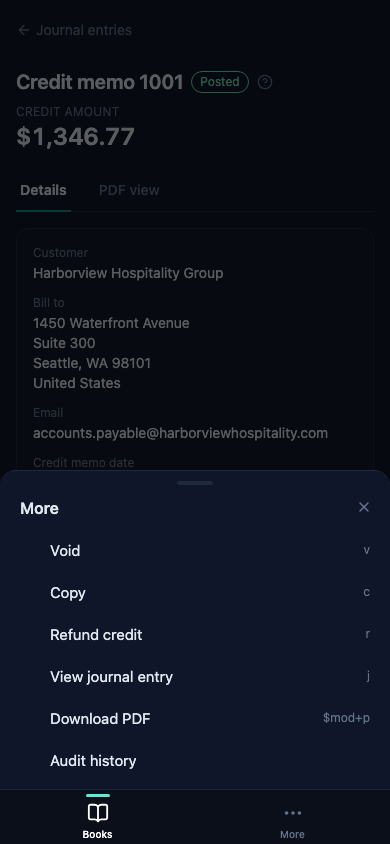 Journal entries
Credit memo 1001 Posted
CREDIT AMOUNT
$1,346.77
Details PDF view
Customer
Harborview Hospitality Group
Bill to
1450 Waterfront Avenue
Suite 300
Seattle, WA 98101
United States
Email
accounts.payable@harborviewhospitality.com
Credit memo date
More
Void v
Copy c
Refund credit r
View journal entry j
Download PDF $mod+p
Audit history
Books More